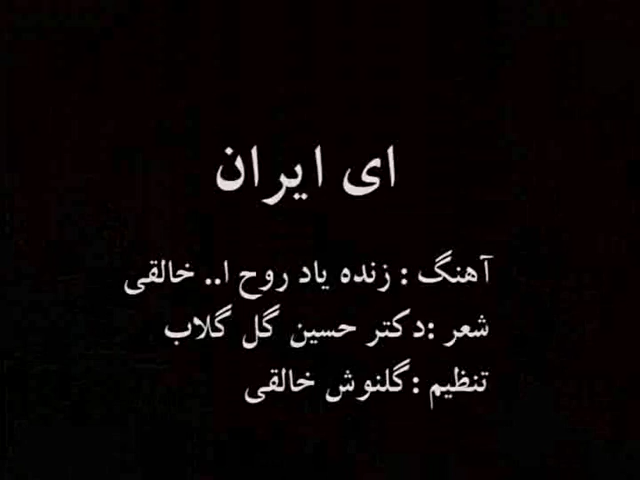 ای ایران
آهنگ : زنده یاد روح ا.. خالقی
شعر :دکتر حسین گل گلاب
تنظیم :گلنوش خالقی